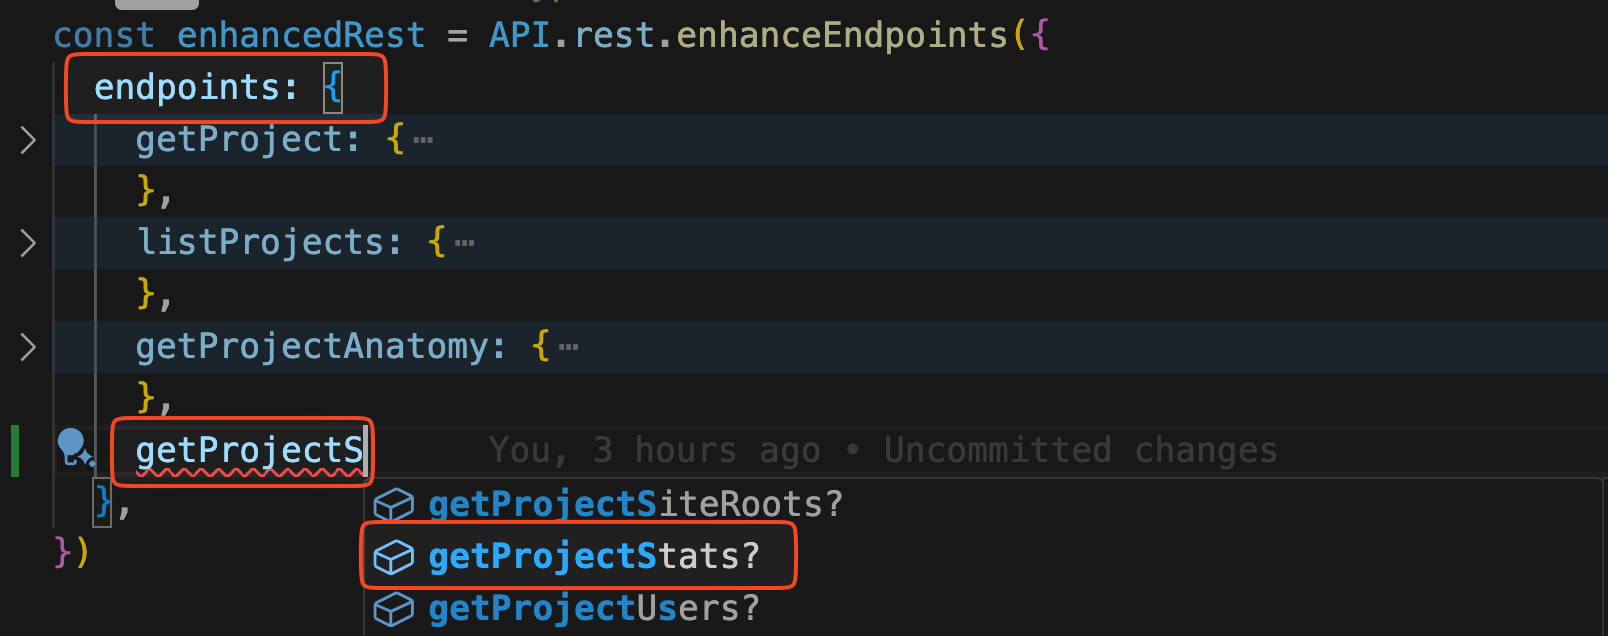 const enhancedRest = API.rest.enhanceEndpoints({
endpoints: {
getProject: {…
},
listProjects: {…
},
getProjectAnatomy: {…
},
getProjectS You, 3 hours ago • Uncommitted changes
},
getProjectSiteRoots?
})
getProjectStats?
getProjectUsers?